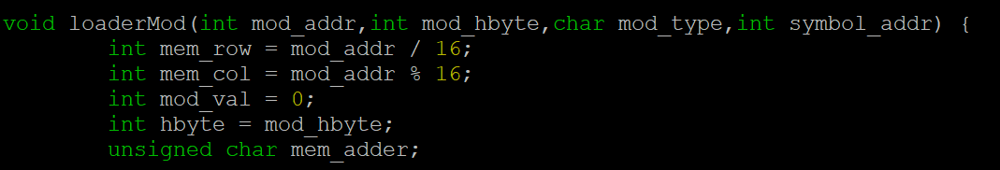 void loaderMod(int mod_addr,int mod_hbyte,char mod_type,int symbol_addr) {
int mem_row = mod_addr / 16;
int mem_col = mod_addr % 16;
int mod_val = 0;
int hbyte = mod_hbyte;
unsigned char mem_adder;